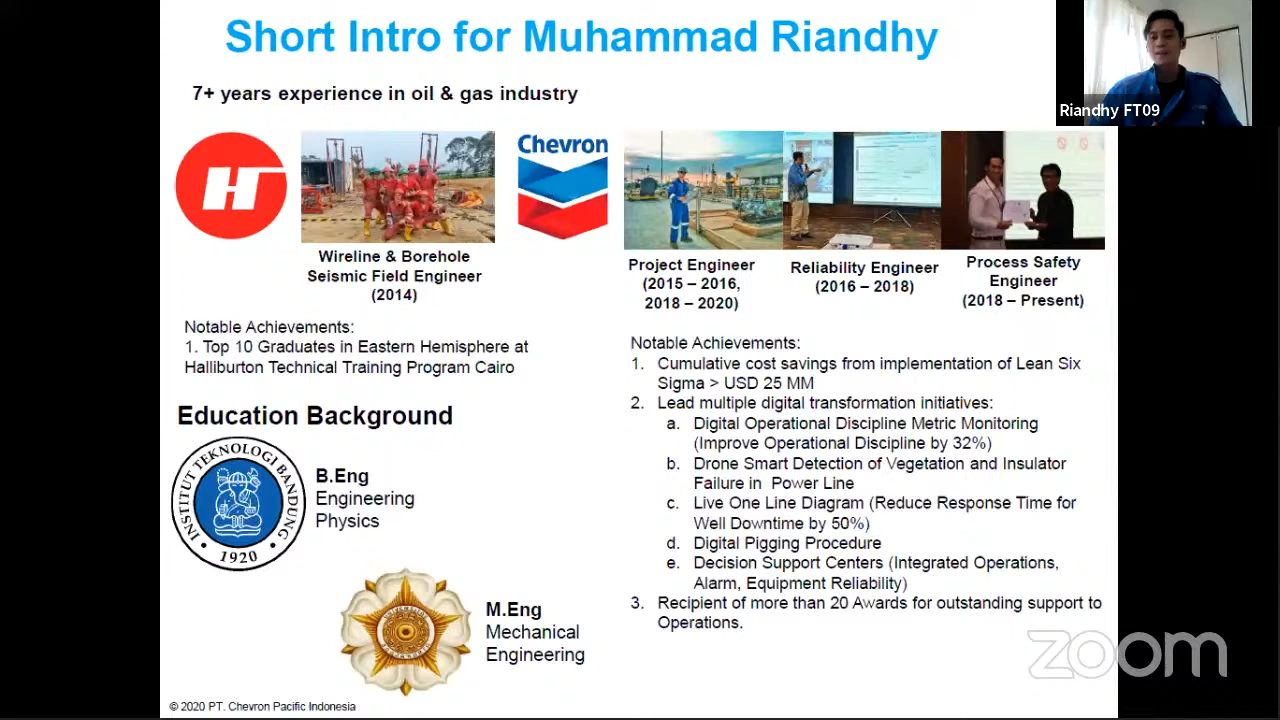 Short Intro for Muhammad Riandhy
Riandhy FT09
7+ years experience in oil & gas industry
H
Chevron
Wireline & Borehole
Seismic Field Engineer
(2014)
Project Engineer
(2015 – 2016,
2018 – 2020)
Reliability Engineer
(2016 – 2018)
Process Safety
Engineer
(2018 – Present)
Notable Achievements:
1. Top 10 Graduates in Eastern Hemisphere at
Halliburton Technical Training Program Cairo
Notable Achievements:
1. Cumulative cost savings from implementation of Lean Six
Sigma > USD 25 MM
2. Lead multiple digital transformation initiatives:
a. Digital Operational Discipline Metric Monitoring
(Improve Operational Discipline by 32%)
b. Drone Smart Detection of Vegetation and Insulator
Failure in Power Line
c. Live One Line Diagram (Reduce Response Time for
Well Downtime by 50%)
d. Digital Pigging Procedure
e. Decision Support Centers (Integrated Operations,
Alarm, Equipment Reliability)
3. Recipient of more than 20 Awards for outstanding support to
Operations.
Education Background
INSTITUT TEKNOLOGI BANDUNG
• 1920 •
B.Eng
Engineering
Physics
M.Eng
Mechanical
Engineering
zoom
© 2020 PT. Chevron Pacific Indonesia